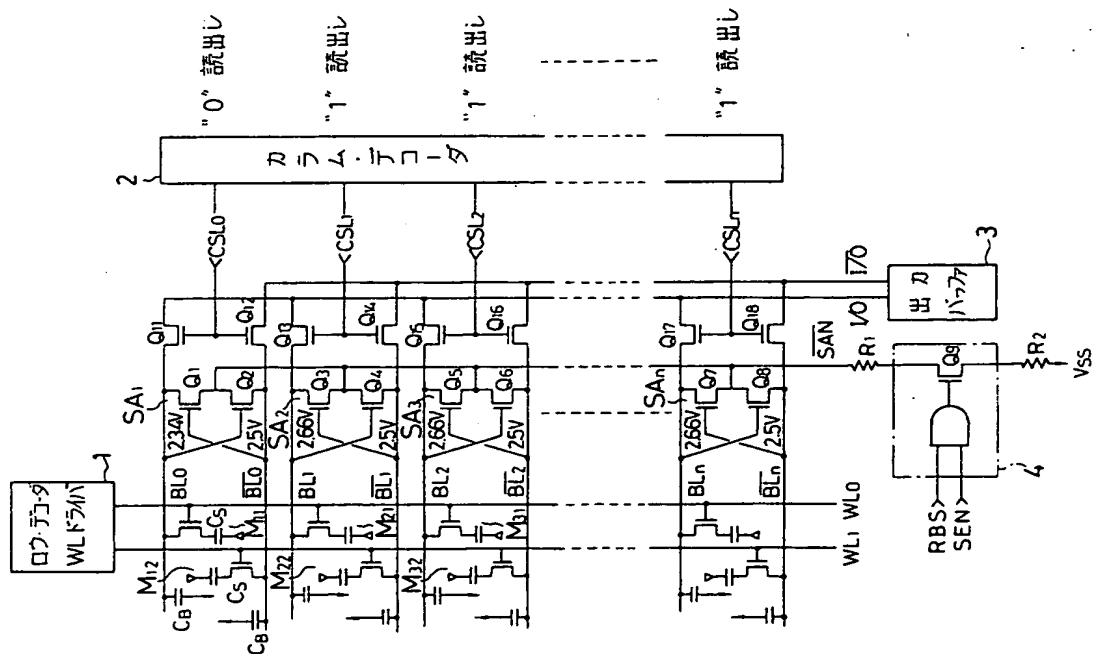 "0" 読出し
"1" 読出し
"1" 読出し
"1" 読出し
2
カラム・デコーダ
CSL0
CSL1
CSL2
CSLn
I/O
I/O
3
出力
バッファ
Q11
Q12
Q13
Q14
Q15
Q16
Q17
Q18
SAN
R1
Q9
R2
VSS
SA1
Q1
Q2
2.34V
2.5V
SA2
Q3
Q4
2.66V
2.5V
SA3
Q5
Q6
2.66V
2.5V
SAn
Q7
Q8
2.66V
2.5V
4
RBS
SEN
1
ロウ・デコーダ
WLドライバ
BL0
BL0
BL1
BL1
BL2
BL2
BLn
BLn
WL0
WL1
CS
M11
M21
M31
M12
M22
M32
CS
CB
CB